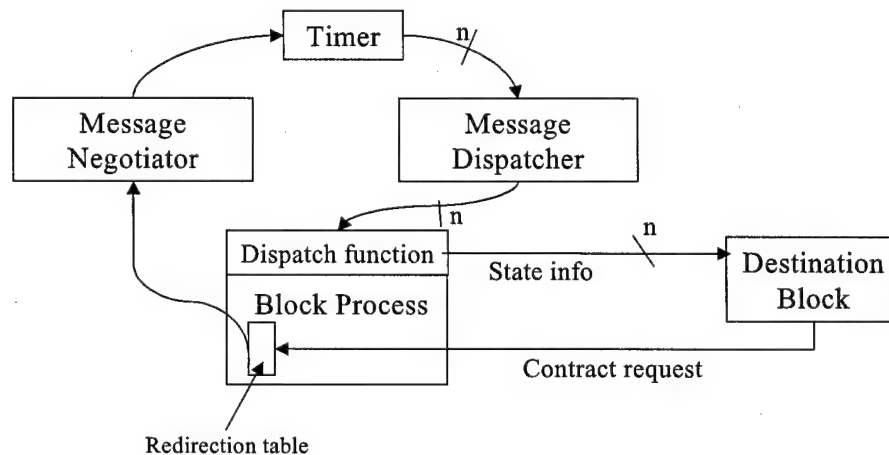 Timer
n
Message
Negotiator
Message
Dispatcher
n
n
Dispatch function
State info
Destination
Block
Block Process
Contract request
Redirection table